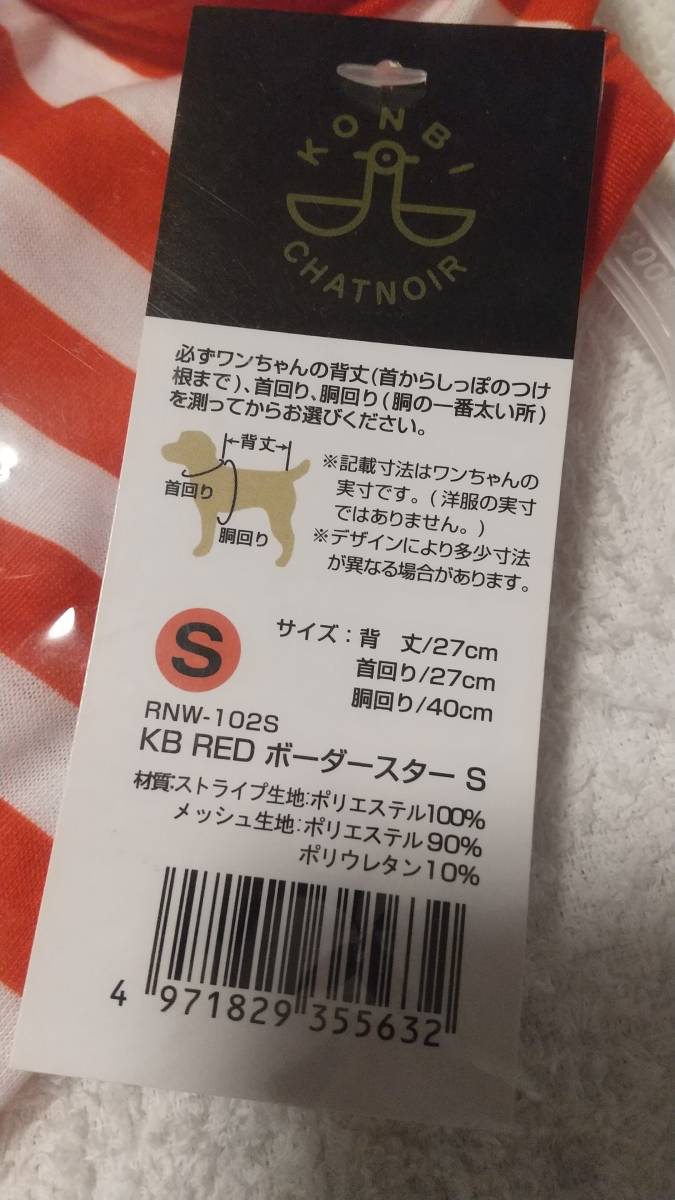 KONBI
CHATNOIR
必ずワンちゃんの背丈(首からしっぽのつけ
根まで)、首回り、胴回り(胴の一番太い所)
を測ってからお選びください。
背丈
首回り
胴回り
※記載寸法はワンちゃんの
実寸です。(洋服の実寸
ではありません。)
※デザインにより多少寸法
が異なる場合があります。
S
サイズ:背 丈/27cm
首回り/27cm
胴回り/40cm
RNW-102S
KB RED ボーダースター S
材質:ストライプ生地:ポリエステル100%
メッシュ生地:ポリエステル90%
ポリウレタン10%
4 971829 355632